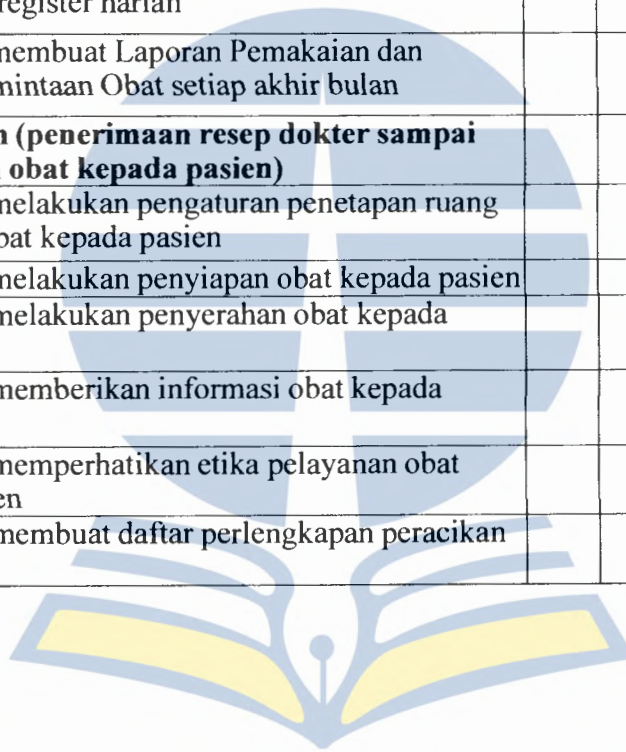 register harian
membuat Laporan Pemakaian dan
mintaan Obat setiap akhir bulan
n (penerimaan resep dokter sampai
obat kepada pasien)
melakukan pengaturan penetapan ruang
bat kepada pasien
melakukan penyiapan obat kepada pasien
melakukan penyerahan obat kepada
memberikan informasi obat kepada
memperhatikan etika pelayanan obat
en
membuat daftar perlengkapan peracikan